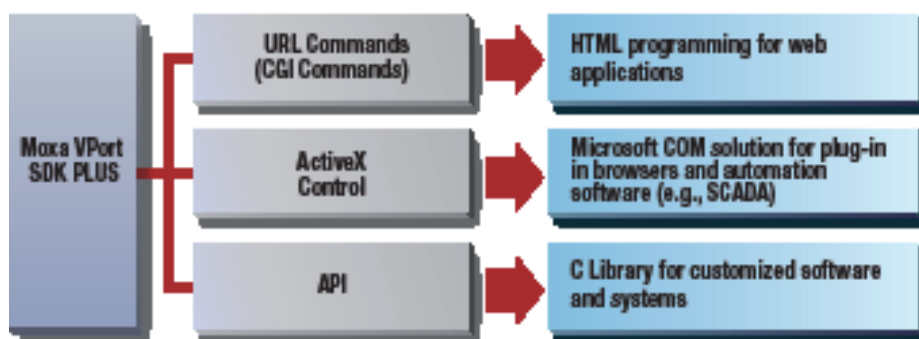 Moxa VPort
SDK PLUS
URL Commands
(CGI Commands)
HTML programming for web
applications
ActiveX
Control
Microsoft COM solution for plug-in
in browsers and automation
software (e.g., SCADA)
API
C Library for customized software
and systems